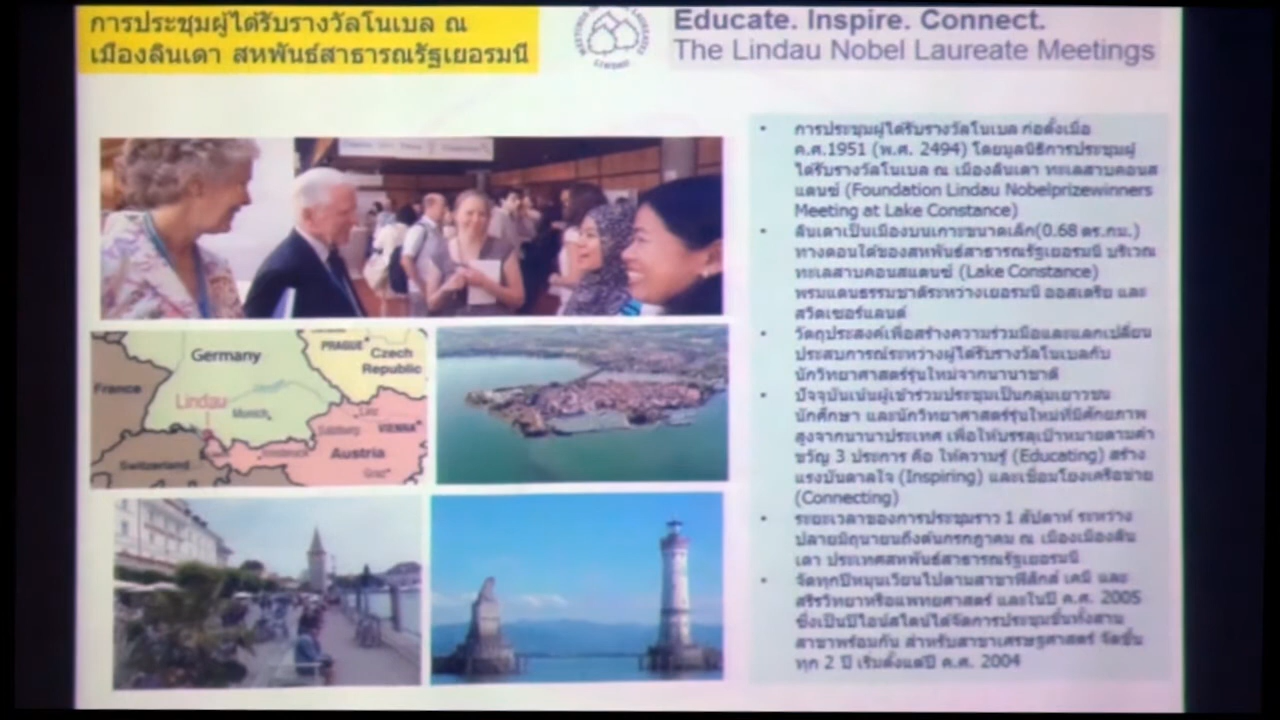 การประชุมผู้ได้รับรางวัลโนเบล ณ
เมืองลินเดา สหพันธ์สาธารณรัฐเยอรมนี
LINDAU
Educate. Inspire. Connect.
The Lindau Nobel Laureate Meetings
• การประชุมผู้ได้รับรางวัลโนเบล ก่อตั้งเมื่อ
ค.ศ.1951 (พ.ศ. 2494) โดยมูลนิธิการประชุมผู้
ได้รับรางวัลโนเบล ณ เมืองลินเดา ทะเลสาบคอนส
แตนซ์ (Foundation Lindau Nobelprizewinners
Meeting at Lake Constance)
• ลินเดาเป็นเมืองบนเกาะขนาดเล็ก(0.68 ตร.กม.)
ทางตอนใต้ของสหพันธ์สาธารณรัฐเยอรมนี บริเวณ
ทะเลสาบคอนสแตนซ์ (Lake Constance)
พรมแดนธรรมชาติระหว่างเยอรมนี ออสเตรีย และ
สวิตเซอร์แลนด์
• วัตถุประสงค์เพื่อสร้างความร่วมมือและแลกเปลี่ยน
ประสบการณ์ระหว่างผู้ได้รับรางวัลโนเบลกับ
นักวิทยาศาสตร์รุ่นใหม่จากนานาชาติ
• ปัจจุบันเน้นผู้เข้าร่วมประชุมเป็นกลุ่มเยาวชน
นักศึกษา และนักวิทยาศาสตร์รุ่นใหม่ที่มีศักยภาพ
สูงจากนานาประเทศ เพื่อให้บรรลุเป้าหมายตามคำ
ขวัญ 3 ประการ คือ ให้ความรู้ (Educating) สร้าง
แรงบันดาลใจ (Inspiring) และเชื่อมโยงเครือข่าย
(Connecting)
• ระยะเวลาของการประชุมราว 1 สัปดาห์ ระหว่าง
ปลายมิถุนายนถึงต้นกรกฎาคม ณ เมืองเมืองลิน
เดา ประเทศสหพันธ์สาธารณรัฐเยอรมนี
• จัดทุกปีหมุนเวียนไปตามสาขาฟิสิกส์ เคมี และ
สรีรวิทยาหรือแพทยศาสตร์ และในปี ค.ศ. 2005
ซึ่งเป็นปีไอน์สไตน์ได้จัดการประชุมขึ้นทั้งสาม
สาขาพร้อมกัน สำหรับสาขาเศรษฐศาสตร์ จัดขึ้น
ทุก 2 ปี เริ่มตั้งแต่ปี ค.ศ. 2004
Germany
PRAGUE
Czech
Republic
France
Lindau
Munich
Linz
Salzburg
VIENNA
Switzerland
Innsbruck
Austria
Graz